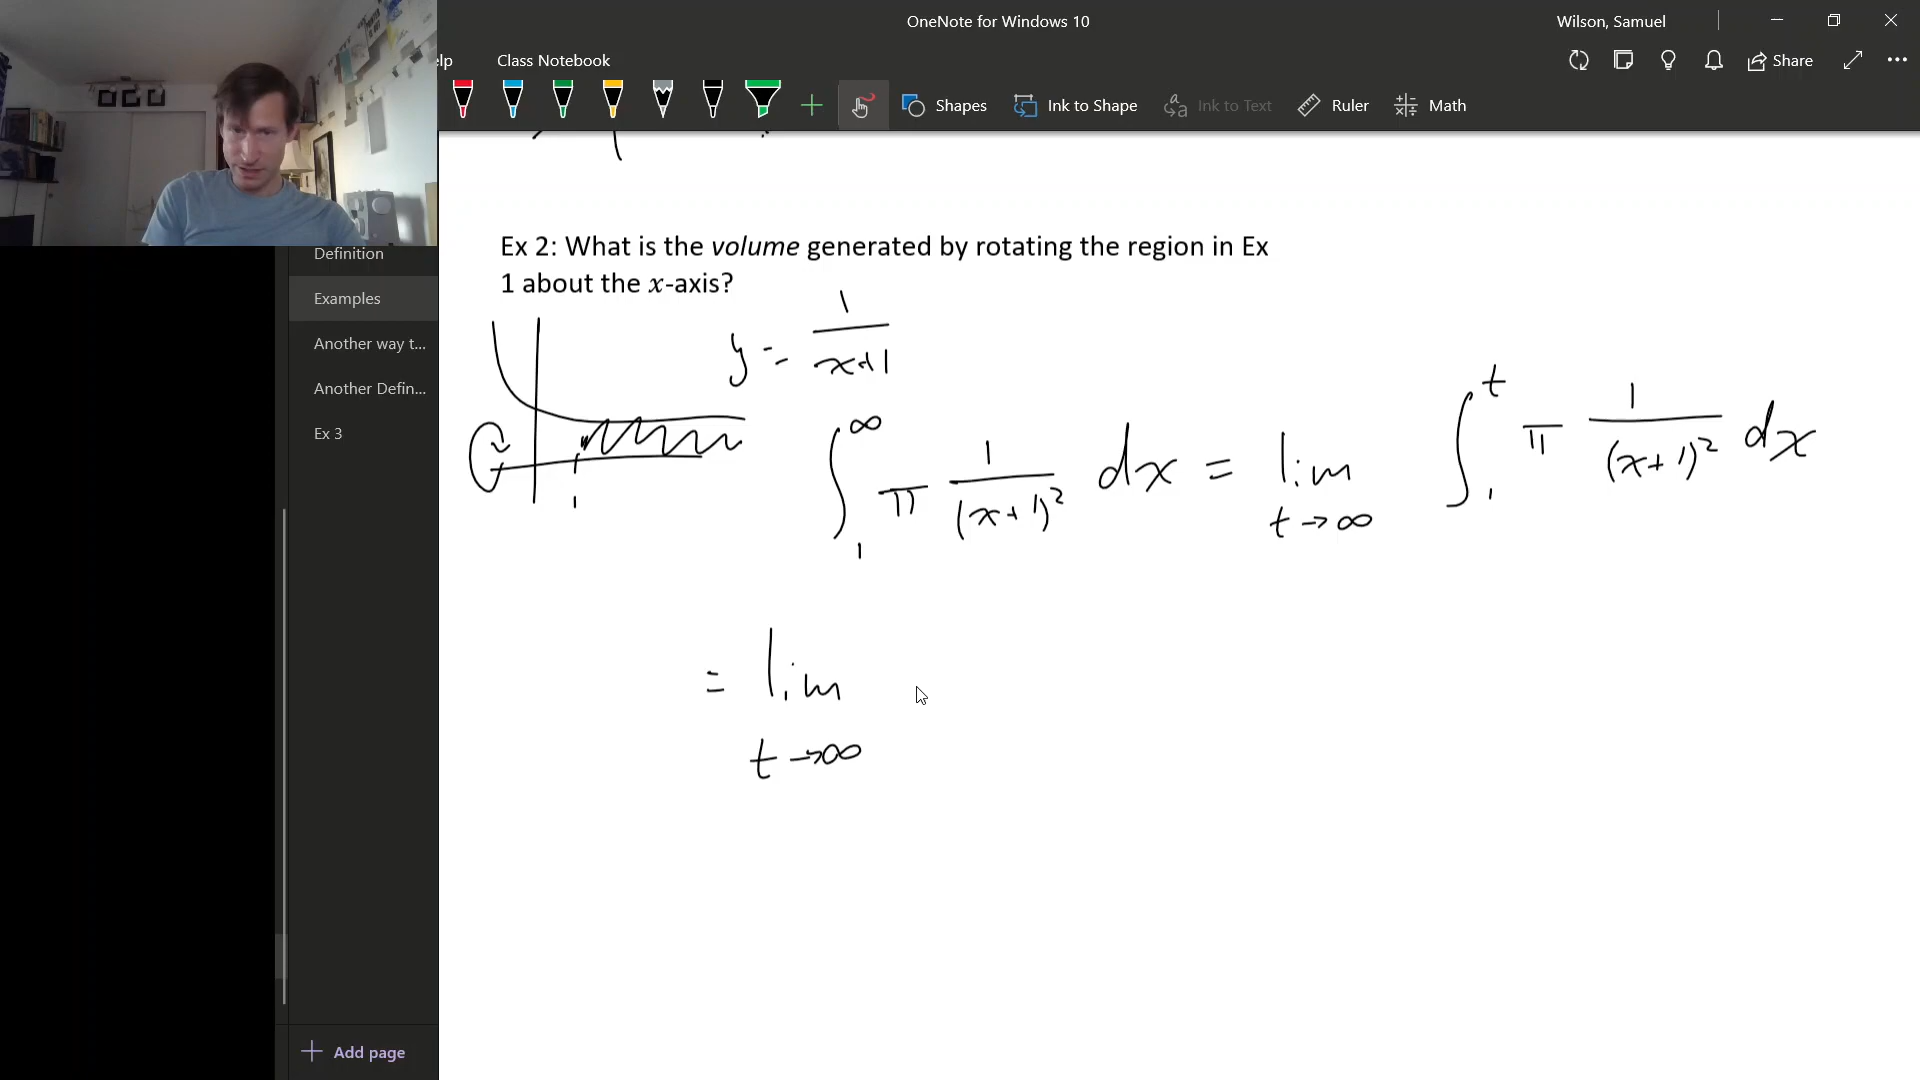 OneNote for Windows 10
Wilson, Samuel
elp
Class Notebook
Share
Shapes
Ink to Shape
Ink to Text
Ruler
Math
Definition
Examples
Another way t...
Another Defin...
Ex 3
Add page
Ex 2: What is the volume generated by rotating the region in Ex
1 about the x-axis?
y = 1/(x+1)
1
∫₁^∞ π 1/(x+1)² dx = lim t→∞ ∫₁^t π 1/(x+1)² dx
= lim t→∞